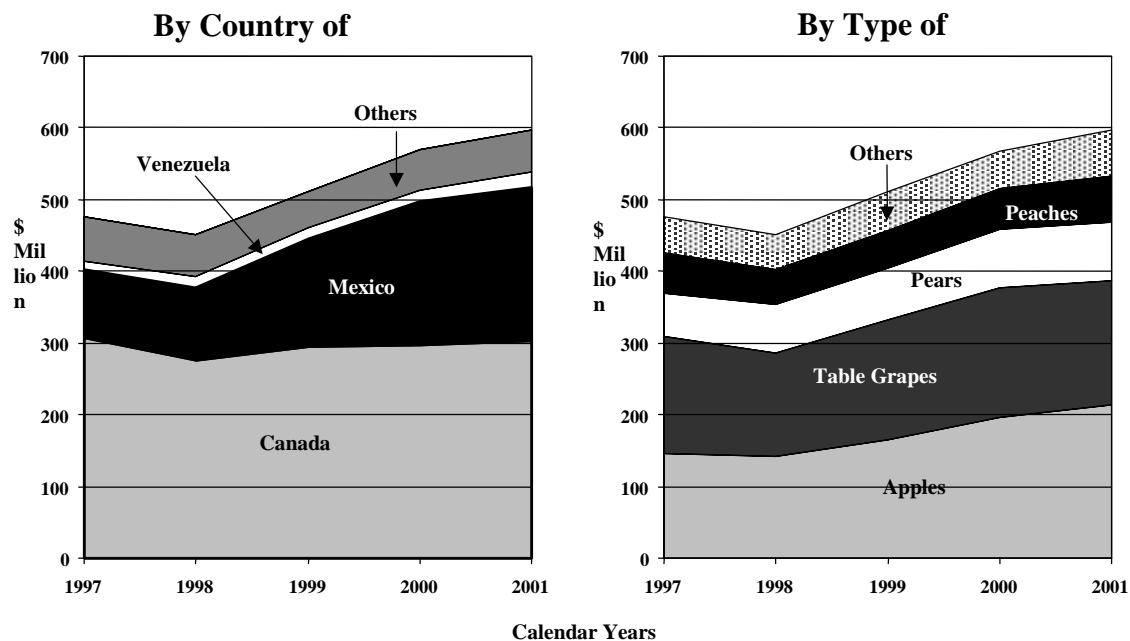 By Country of
700
600
500
400
300
200
100
0
$
Mil
lio
n
Others
Venezuela
Mexico
Canada
1997 1998 1999 2000 2001
By Type of
700
600
500
400
300
200
100
0
$
Mil
lio
n
Others
Peaches
Pears
Table Grapes
Apples
1997 1998 1999 2000 2001
Calendar Years